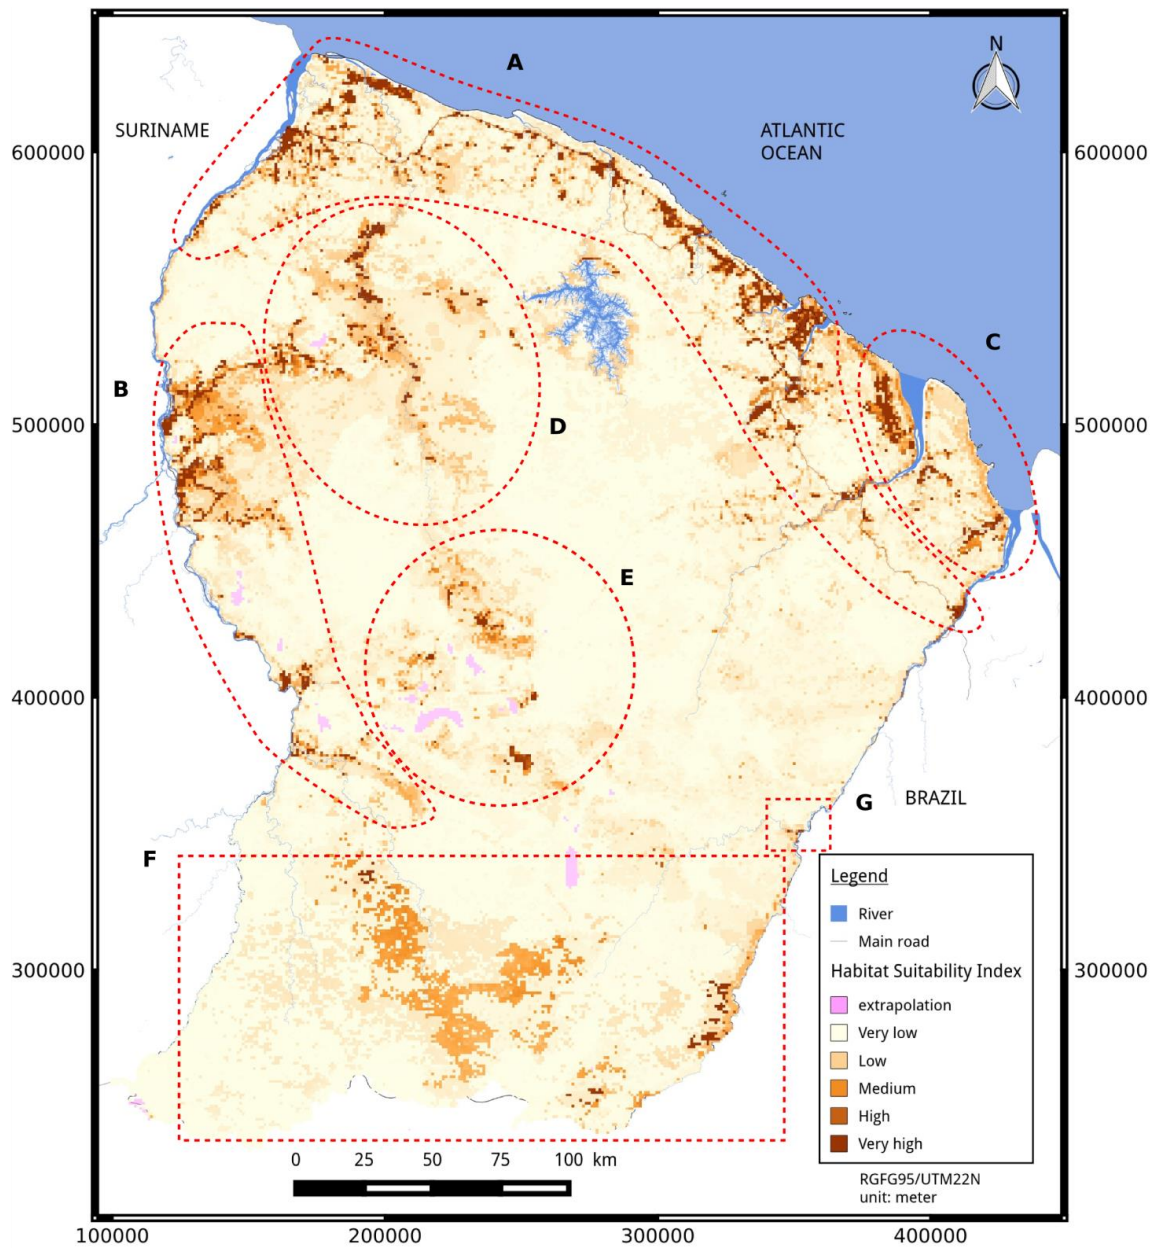 A
N
SURINAME
ATLANTIC
OCEAN
600000
600000
C
B
D
500000
500000
E
400000
400000
G
BRAZIL
F
Legend
River
Main road
Habitat Suitability Index
300000
300000
extrapolation
Very low
Low
Medium
High
Very high
0 25 50 75 100 km
RGFG95/UTM22N
unit: meter
100000 200000 300000 400000